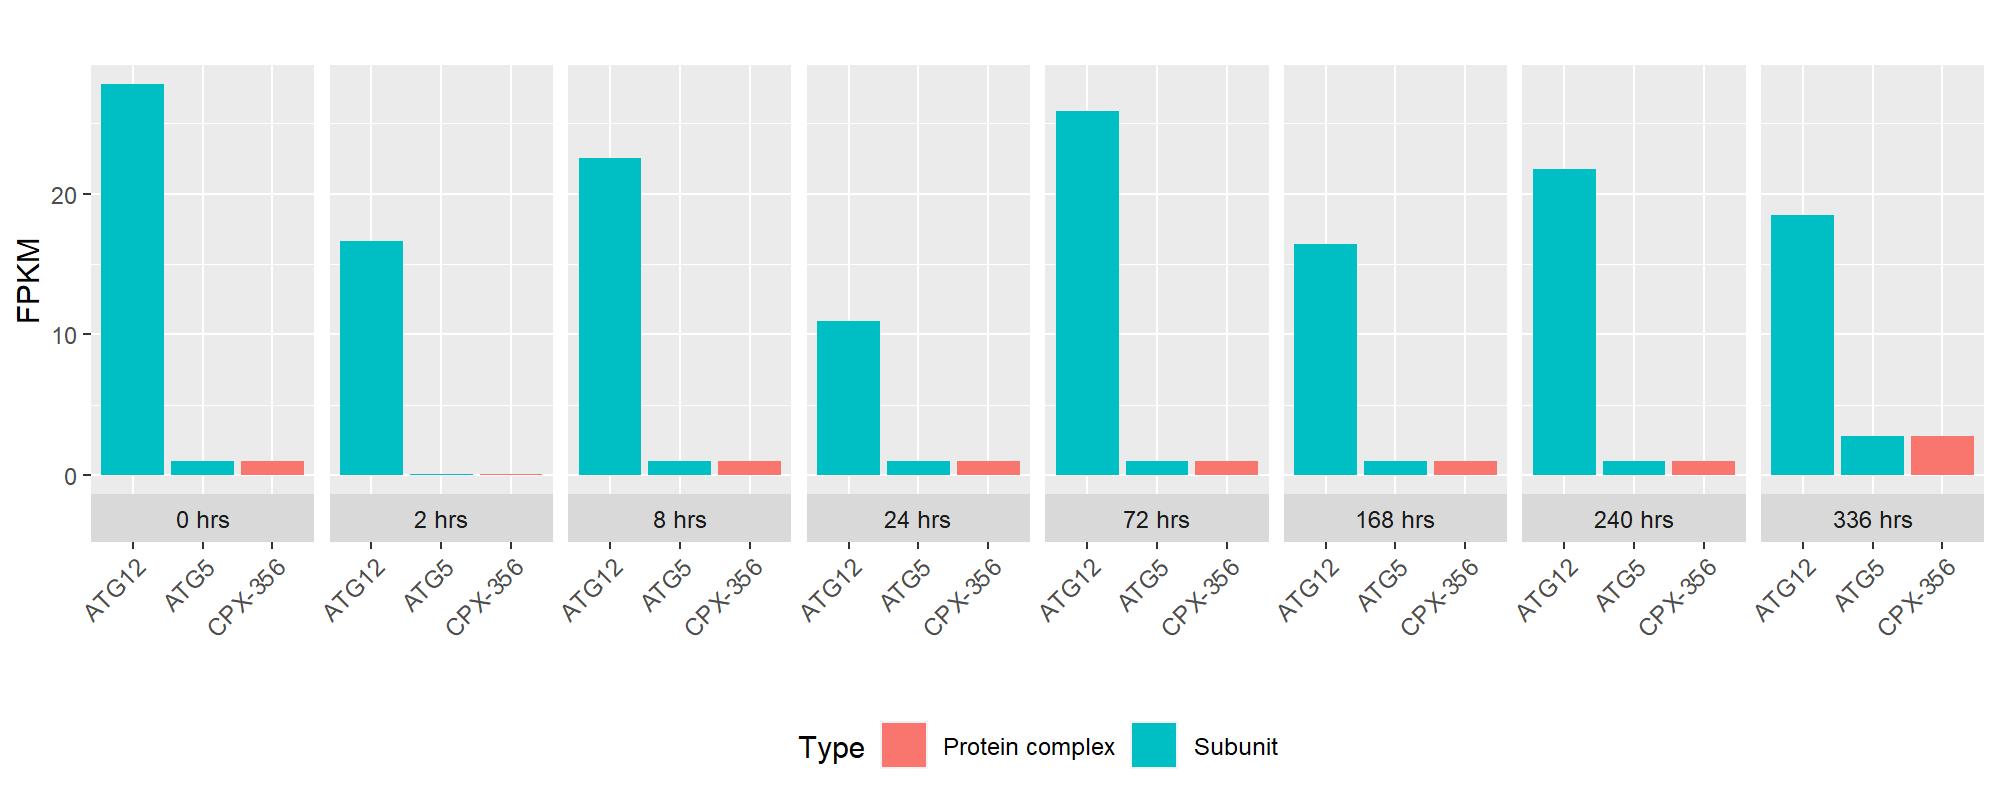 FPKM
20
10
0
0 hrs
2 hrs
8 hrs
24 hrs
72 hrs
168 hrs
240 hrs
336 hrs
ATG12
ATG5
CPX-356
ATG12
ATG5
CPX-356
ATG12
ATG5
CPX-356
ATG12
ATG5
CPX-356
ATG12
ATG5
CPX-356
ATG12
ATG5
CPX-356
ATG12
ATG5
CPX-356
ATG12
ATG5
CPX-356
Type Protein complex Subunit